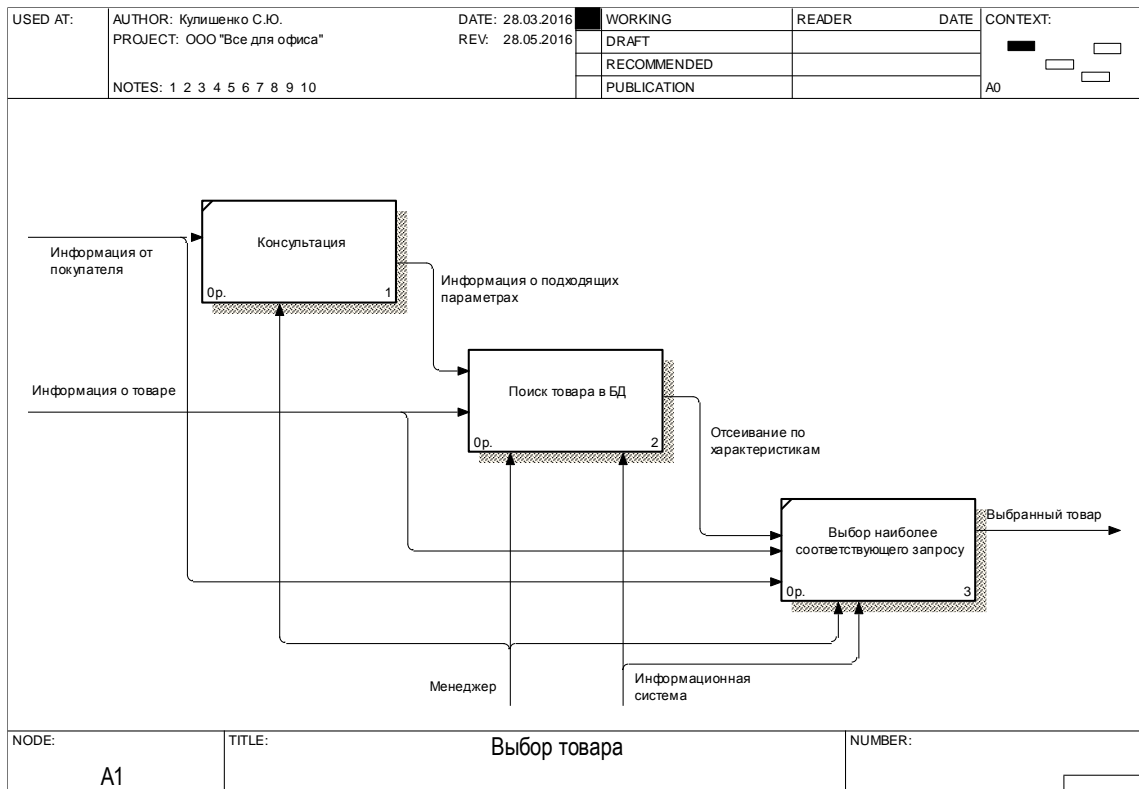 USED AT:
AUTHOR: Кулишенко С.Ю.
DATE: 28.03.2016
WORKING
READER
DATE
CONTEXT:
PROJECT: ООО "Все для офиса"
REV: 28.05.2016
DRAFT
RECOMMENDED
NOTES: 1 2 3 4 5 6 7 8 9 10
PUBLICATION
A0
Консультация
0р.
1
Информация от
покупателя
Информация о подходящих
параметрах
Информация о товаре
Поиск товара в БД
0р.
2
Отсеивание по
характеристикам
Выбор наиболее
соответствующего запросу
0р.
3
Выбранный товар
Менеджер
Информационная
система
NODE:
A1
TITLE:
Выбор товара
NUMBER: